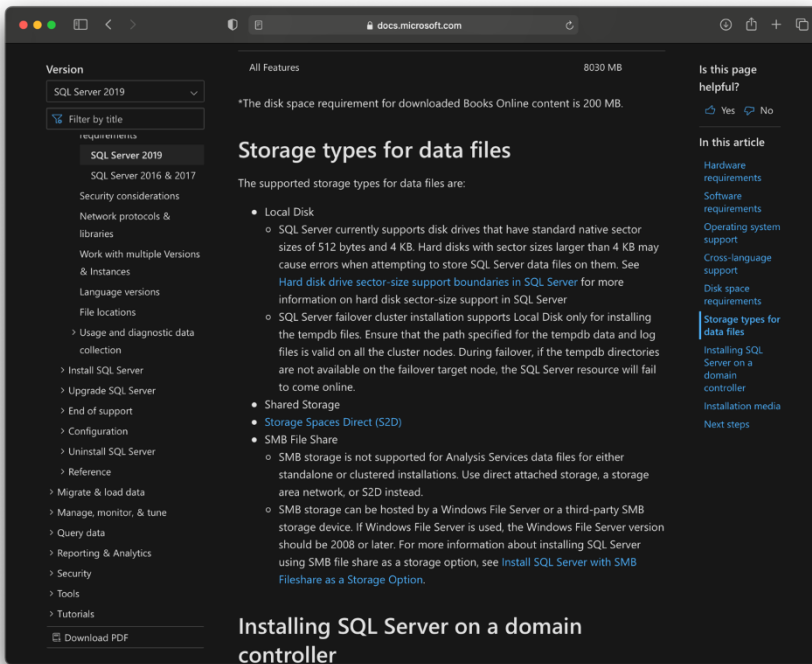 docs.microsoft.com
Version
SQL Server 2019
Filter by title
requirements
SQL Server 2019
SQL Server 2016 & 2017
Security considerations
Network protocols &
libraries
Work with multiple Versions
& Instances
Language versions
File locations
Usage and diagnostic data
collection
Install SQL Server
Upgrade SQL Server
End of support
Configuration
Uninstall SQL Server
Reference
Migrate & load data
Manage, monitor, & tune
Query data
Reporting & Analytics
Security
Tools
Tutorials
Download PDF
All Features 8030 MB
*The disk space requirement for downloaded Books Online content is 200 MB.
Storage types for data files
The supported storage types for data files are:
Local Disk
SQL Server currently supports disk drives that have standard native sector
sizes of 512 bytes and 4 KB. Hard disks with sector sizes larger than 4 KB may
cause errors when attempting to store SQL Server data files on them. See
Hard disk drive sector-size support boundaries in SQL Server for more
information on hard disk sector-size support in SQL Server
SQL Server failover cluster installation supports Local Disk only for installing
the tempdb files. Ensure that the path specified for the tempdb data and log
files is valid on all the cluster nodes. During failover, if the tempdb directories
are not available on the failover target node, the SQL Server resource will fail
to come online.
Shared Storage
Storage Spaces Direct (S2D)
SMB File Share
SMB storage is not supported for Analysis Services data files for either
standalone or clustered installations. Use direct attached storage, a storage
area network, or S2D instead.
SMB storage can be hosted by a Windows File Server or a third-party SMB
storage device. If Windows File Server is used, the Windows File Server version
should be 2008 or later. For more information about installing SQL Server
using SMB file share as a storage option, see Install SQL Server with SMB
Fileshare as a Storage Option.
Installing SQL Server on a domain
controller
Is this page
helpful?
Yes No
In this article
Hardware
requirements
Software
requirements
Operating system
support
Cross-language
support
Disk space
requirements
Storage types for
data files
Installing SQL
Server on a
domain
controller
Installation media
Next steps